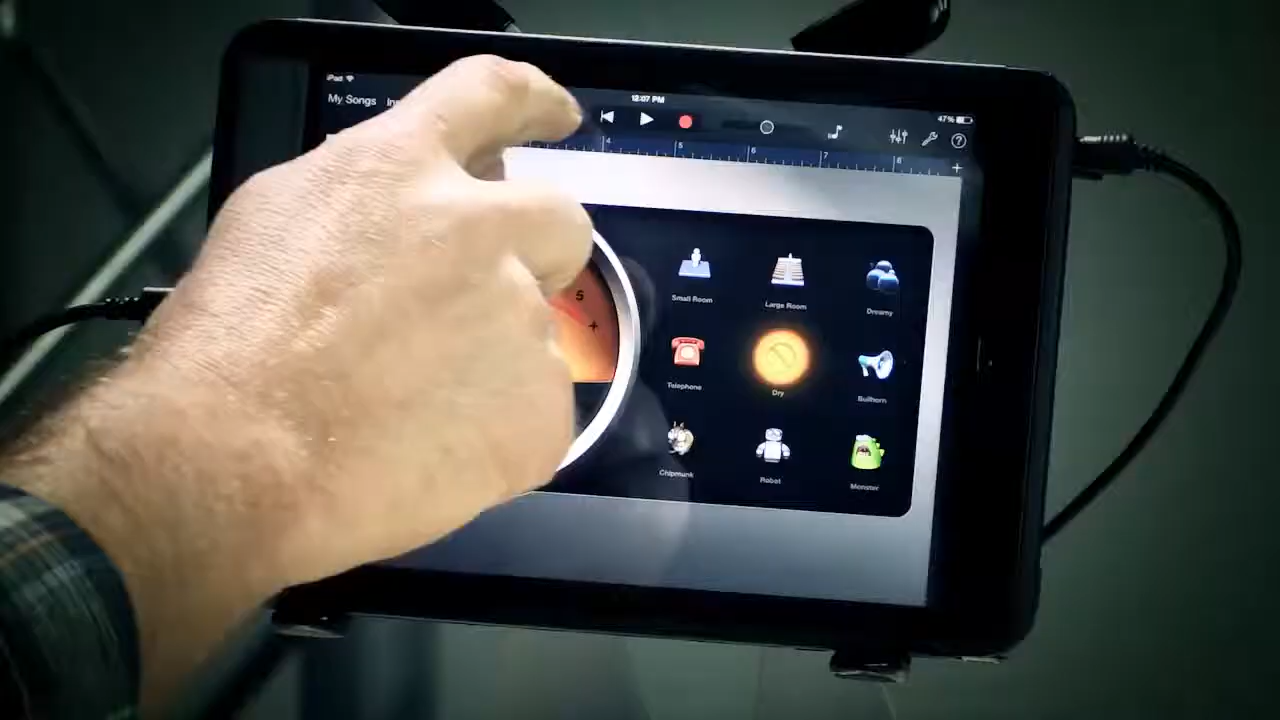 iPad
12:07 PM
47%
My Songs
4
5
6
7
8
5
+
Small Room
Large Room
Dreamy
Telephone
Dry
Bullhorn
Chipmunk
Robot
Monster